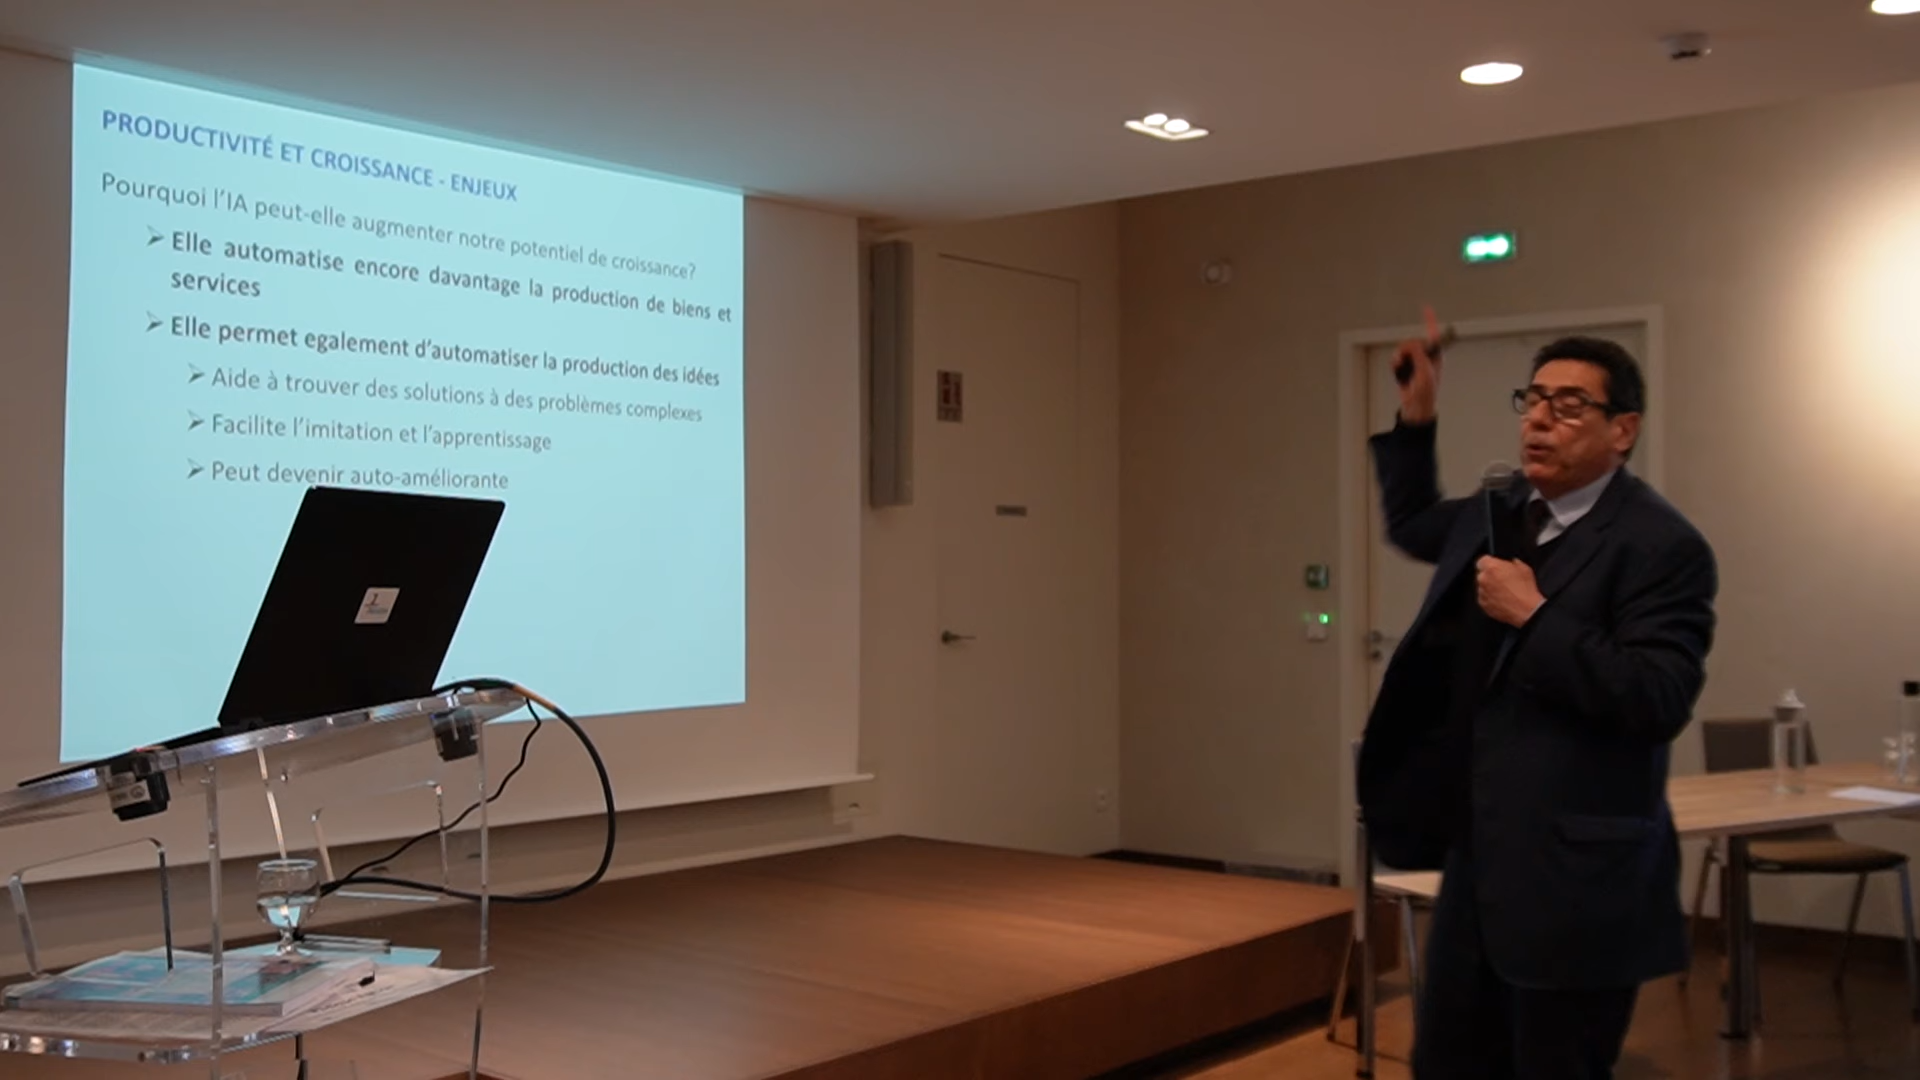 PRODUCTIVITÉ ET CROISSANCE - ENJEUX
Pourquoi l'IA peut-elle augmenter notre potentiel de croissance?
➢ Elle automatise encore davantage la production de biens et
services
➢ Elle permet egalement d'automatiser la production des idées
➢ Aide à trouver des solutions à des problèmes complexes
➢ Facilite l'imitation et l'apprentissage
➢ Peut devenir auto-améliorante